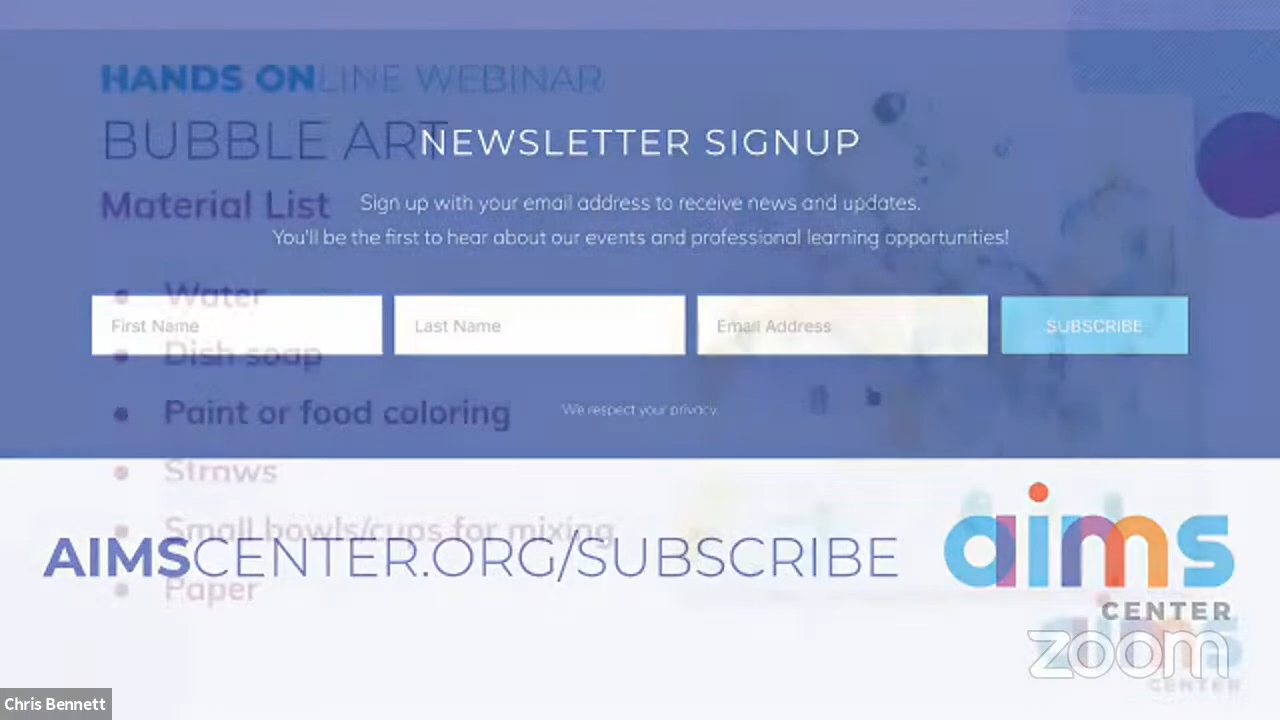 HANDS ONLINE WEBINAR
BUBBLE ART
Material List
Water
Dish soap
Paint or food coloring
Straws
Small bowls/cups for mixing
Paper
NEWSLETTER SIGNUP
Sign up with your email address to receive news and updates.
You'll be the first to hear about our events and professional learning opportunities!
First Name
Last Name
Email Address
SUBSCRIBE
We respect your privacy.
AIMSCENTER.ORG/SUBSCRIBE
aims
CENTER
aims
CENTER
zoom
Chris Bennett